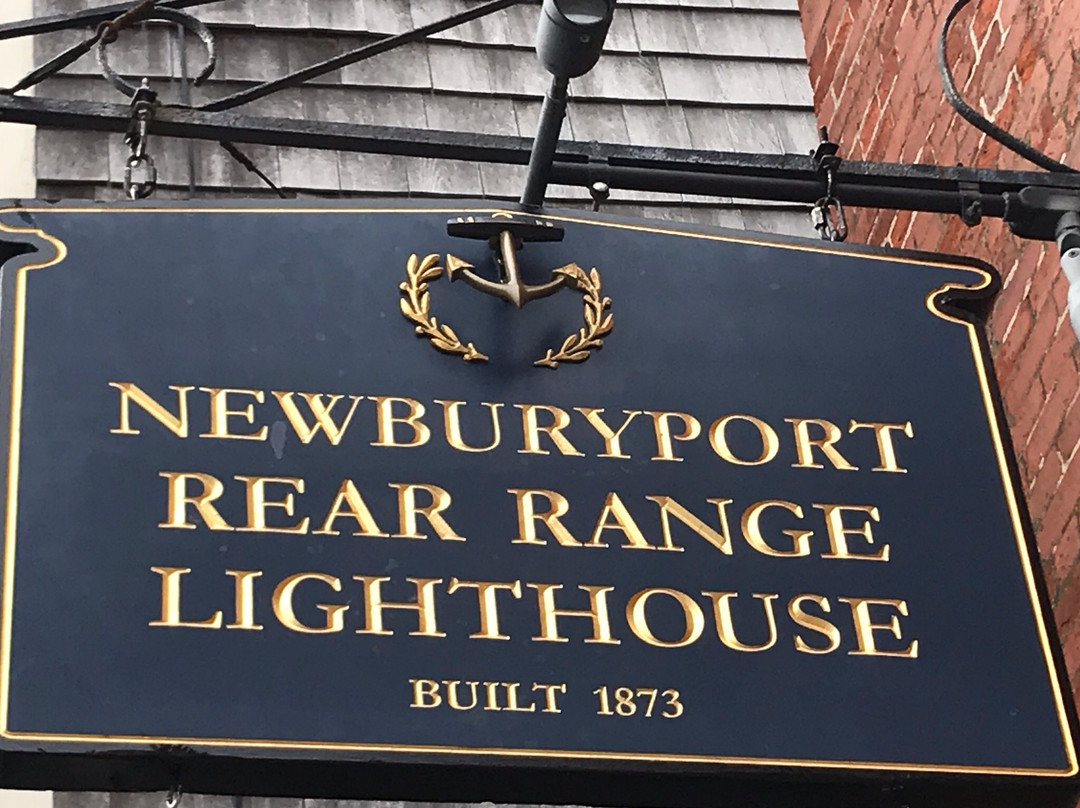 NEWBURYPORT
REAR RANGE
LIGHTHOUSE
BUILT 1873